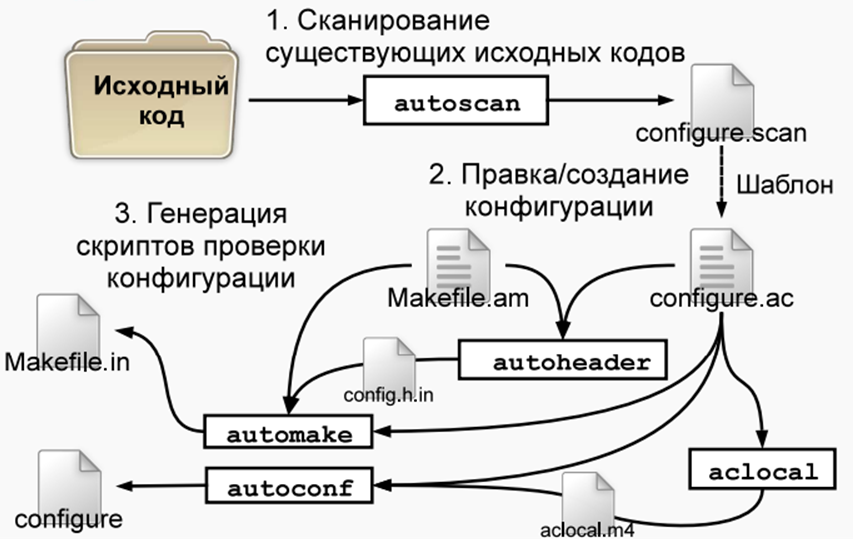 1. Сканирование
существующих исходных кодов
Исходный
код
autoscan
configure.scan
Шаблон
2. Правка/создание
конфигурации
3. Генерация
скриптов проверки
конфигурации
Makefile.am
configure.ac
Makefile.in
autoheader
config.h.in
automake
aclocal
autoconf
configure
aclocal.m4